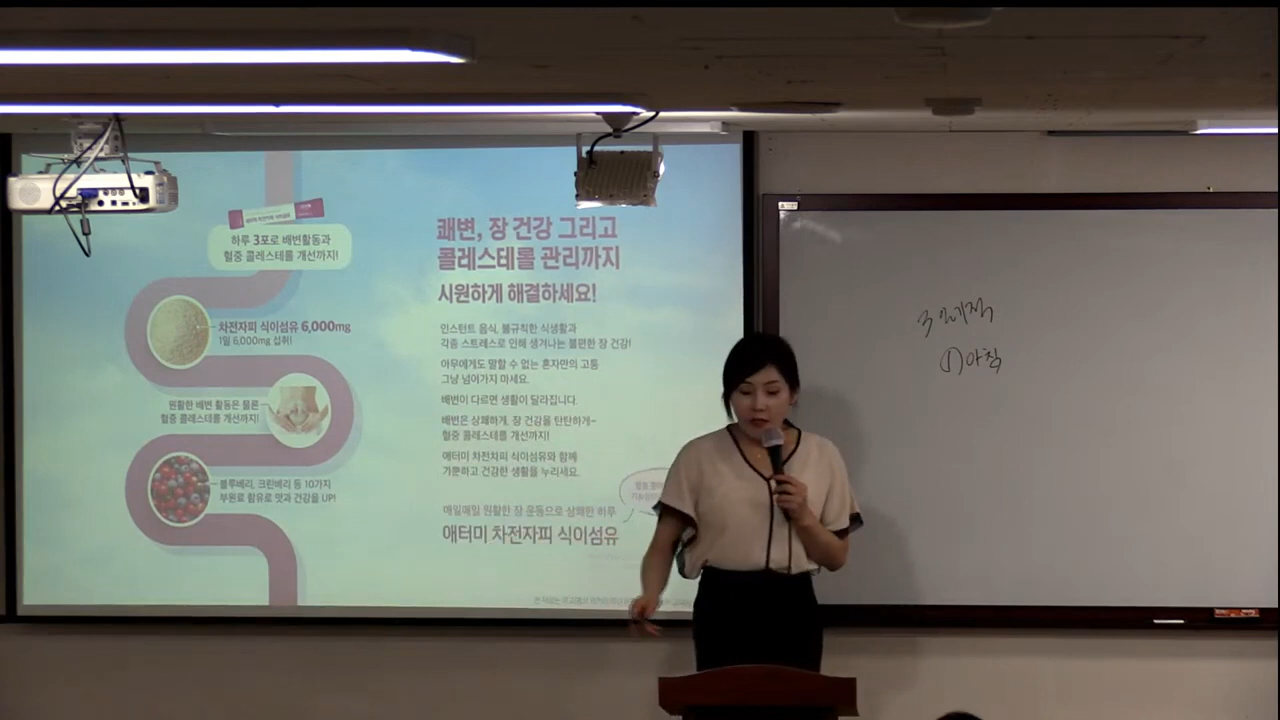 하루 3포로 배변활동과
혈중 콜레스테롤 개선까지!
차전자피 식이섬유 6,000mg
1일 6,000mg 섭취!
원활한 배변 활동은 물론
혈중 콜레스테롤 개선까지!
블루베리, 크린베리 등 10가지
부원료 함유로 맛과 건강을 UP!
쾌변, 장 건강 그리고
콜레스테롤 관리까지
시원하게 해결하세요!
인스턴트 음식, 불규칙한 식생활과
각종 스트레스로 인해 생겨나는 불편한 장 건강!
아무에게도 말할 수 없는 혼자만의 고통
그냥 넘어가지 마세요.
배변이 다르면 생활이 달라집니다.
배변은 상쾌하게, 장 건강을 탄탄하게~
혈중 콜레스테롤 개선까지!
애터미 차전자피 식이섬유와 함께
가뿐하고 건강한 생활을 누리세요.
매일매일 원활한 장 운동으로 상쾌한 하루
애터미 차전자피 식이섬유
①아침